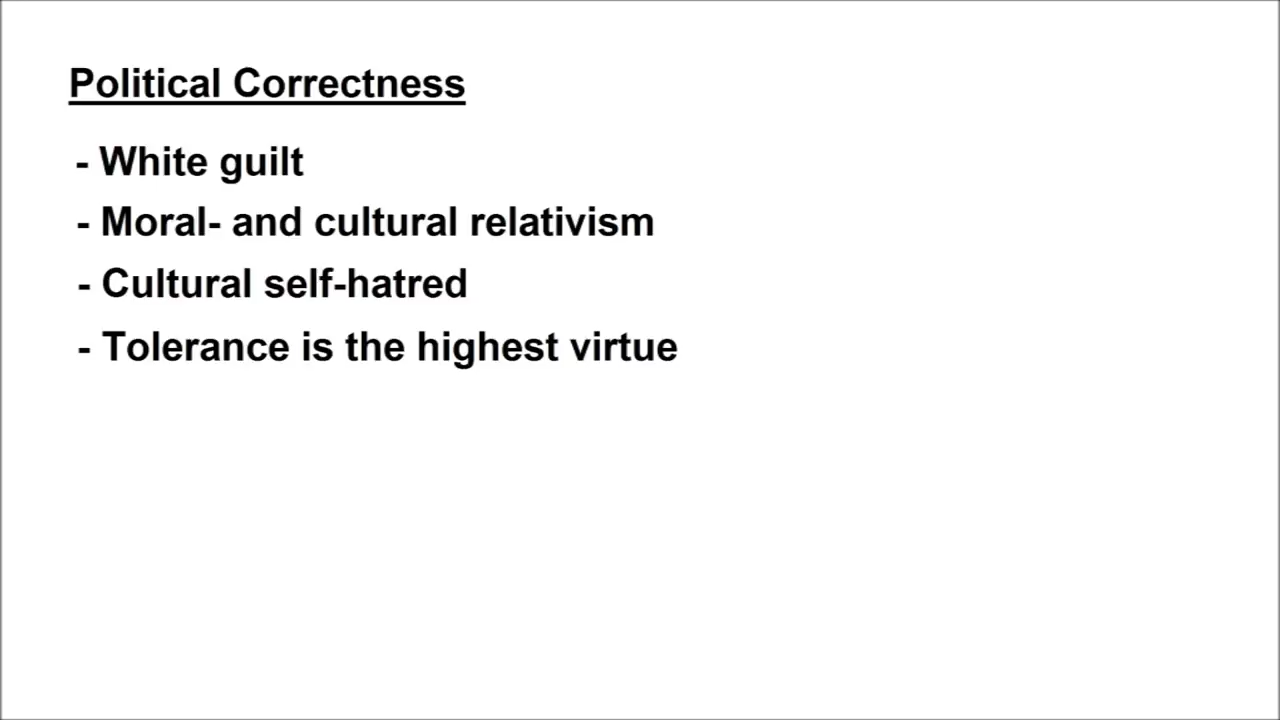 Political Correctness
- White guilt
- Moral- and cultural relativism
- Cultural self-hatred
- Tolerance is the highest virtue